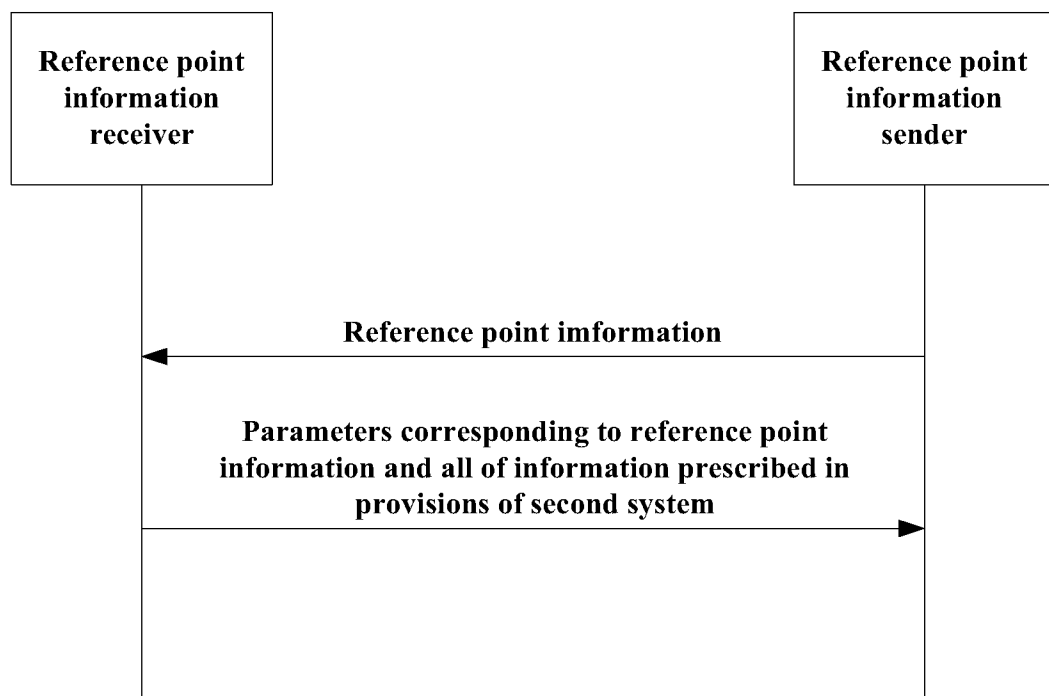 Reference point
information
receiver
Reference point
information
sender
Reference point imformation
Parameters corresponding to reference point
information and all of information prescribed in
provisions of second system